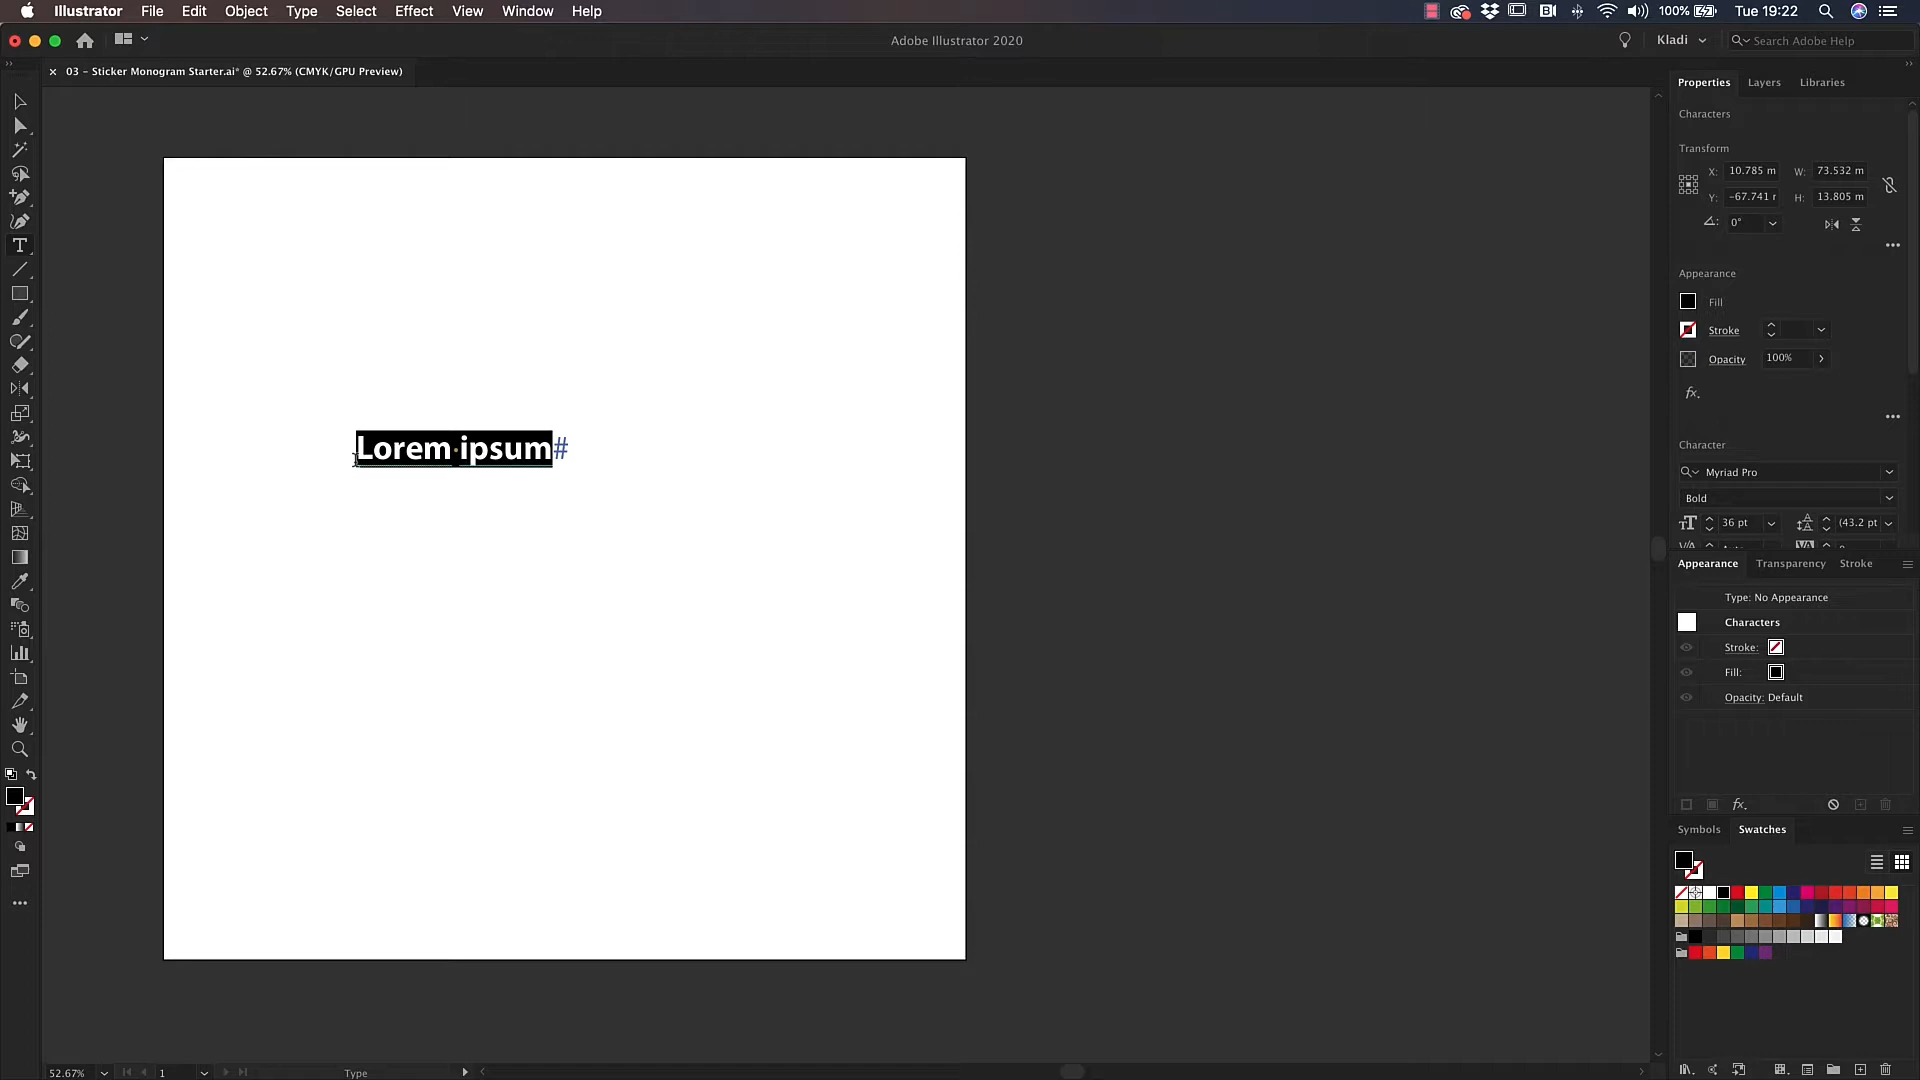 Illustrator File Edit Object Type Select Effect View Window Help
100% Tue 19:22
Adobe Illustrator 2020
Kladi
Search Adobe Help
× 03 – Sticker Monogram Starter.ai* @ 52.67% (CMYK/GPU Preview)
Properties Layers Libraries
Characters
Transform
X: 10.785 m W: 73.532 m
Y: -67.741 r H: 13.805 m
0°
Appearance
Fill
Stroke
Opacity 100%
fx.
Character
Myriad Pro
Bold
36 pt (43.2 pt
Lorem ipsum#
Appearance Transparency Stroke
Type: No Appearance
Characters
Stroke:
Fill:
Opacity: Default
fx.
Symbols Swatches
52.67% 1 Type